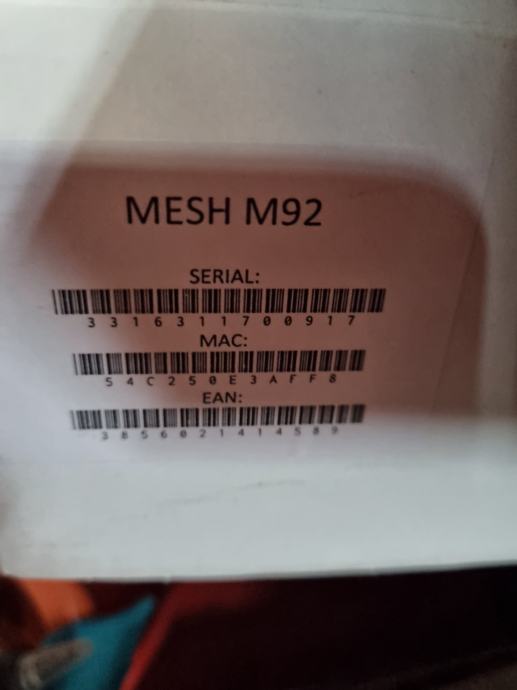 MESH M92
SERIAL:
3316311700917
MAC:
54C250E3AFF8
EAN:
3856021414589